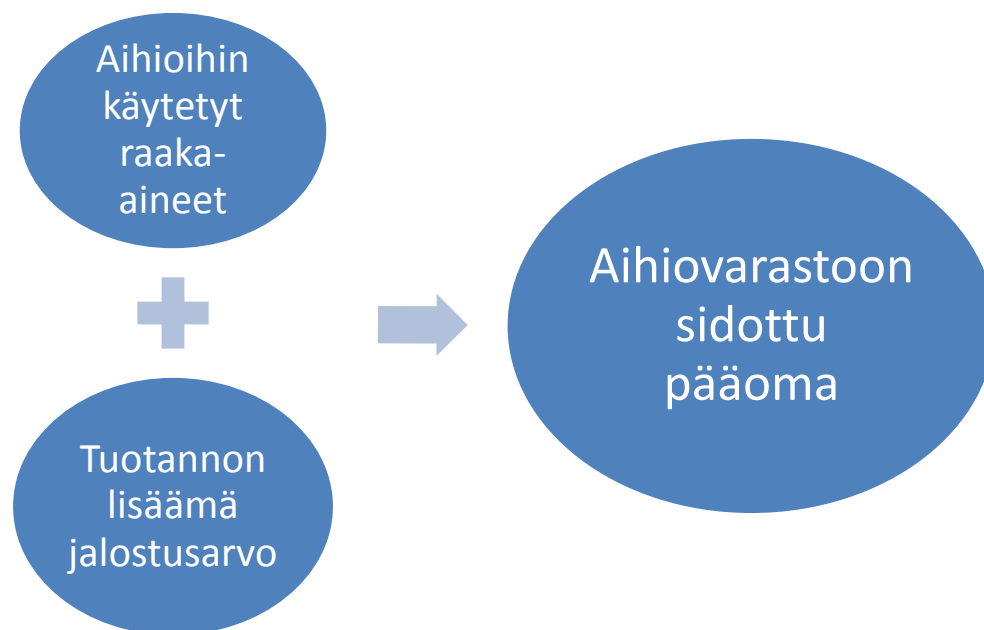 Aihioihin
käytetyt
raaka-
aineet
Tuotannon
lisäämä
jalostusarvo
Aihiovarastoon
sidottu
pääoma